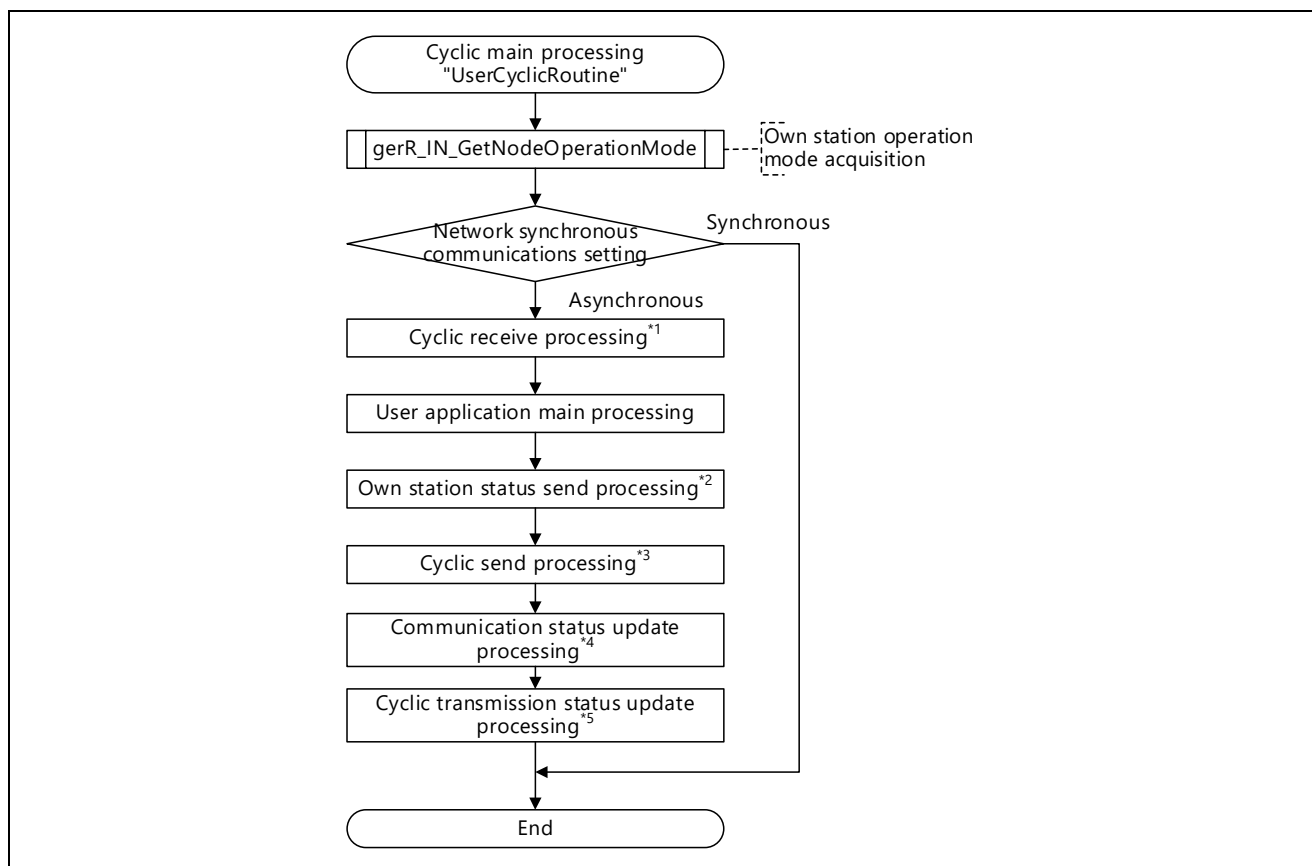 Cyclic main processing
"UserCyclicRoutine"
gerR_IN_GetNodeOperationMode
Own station operation
mode acquisition
Network synchronous
communications setting
Synchronous
Asynchronous
Cyclic receive processing*1
User application main processing
Own station status send processing*2
Cyclic send processing*3
Communication status update
processing*4
Cyclic transmission status update
processing*5
End